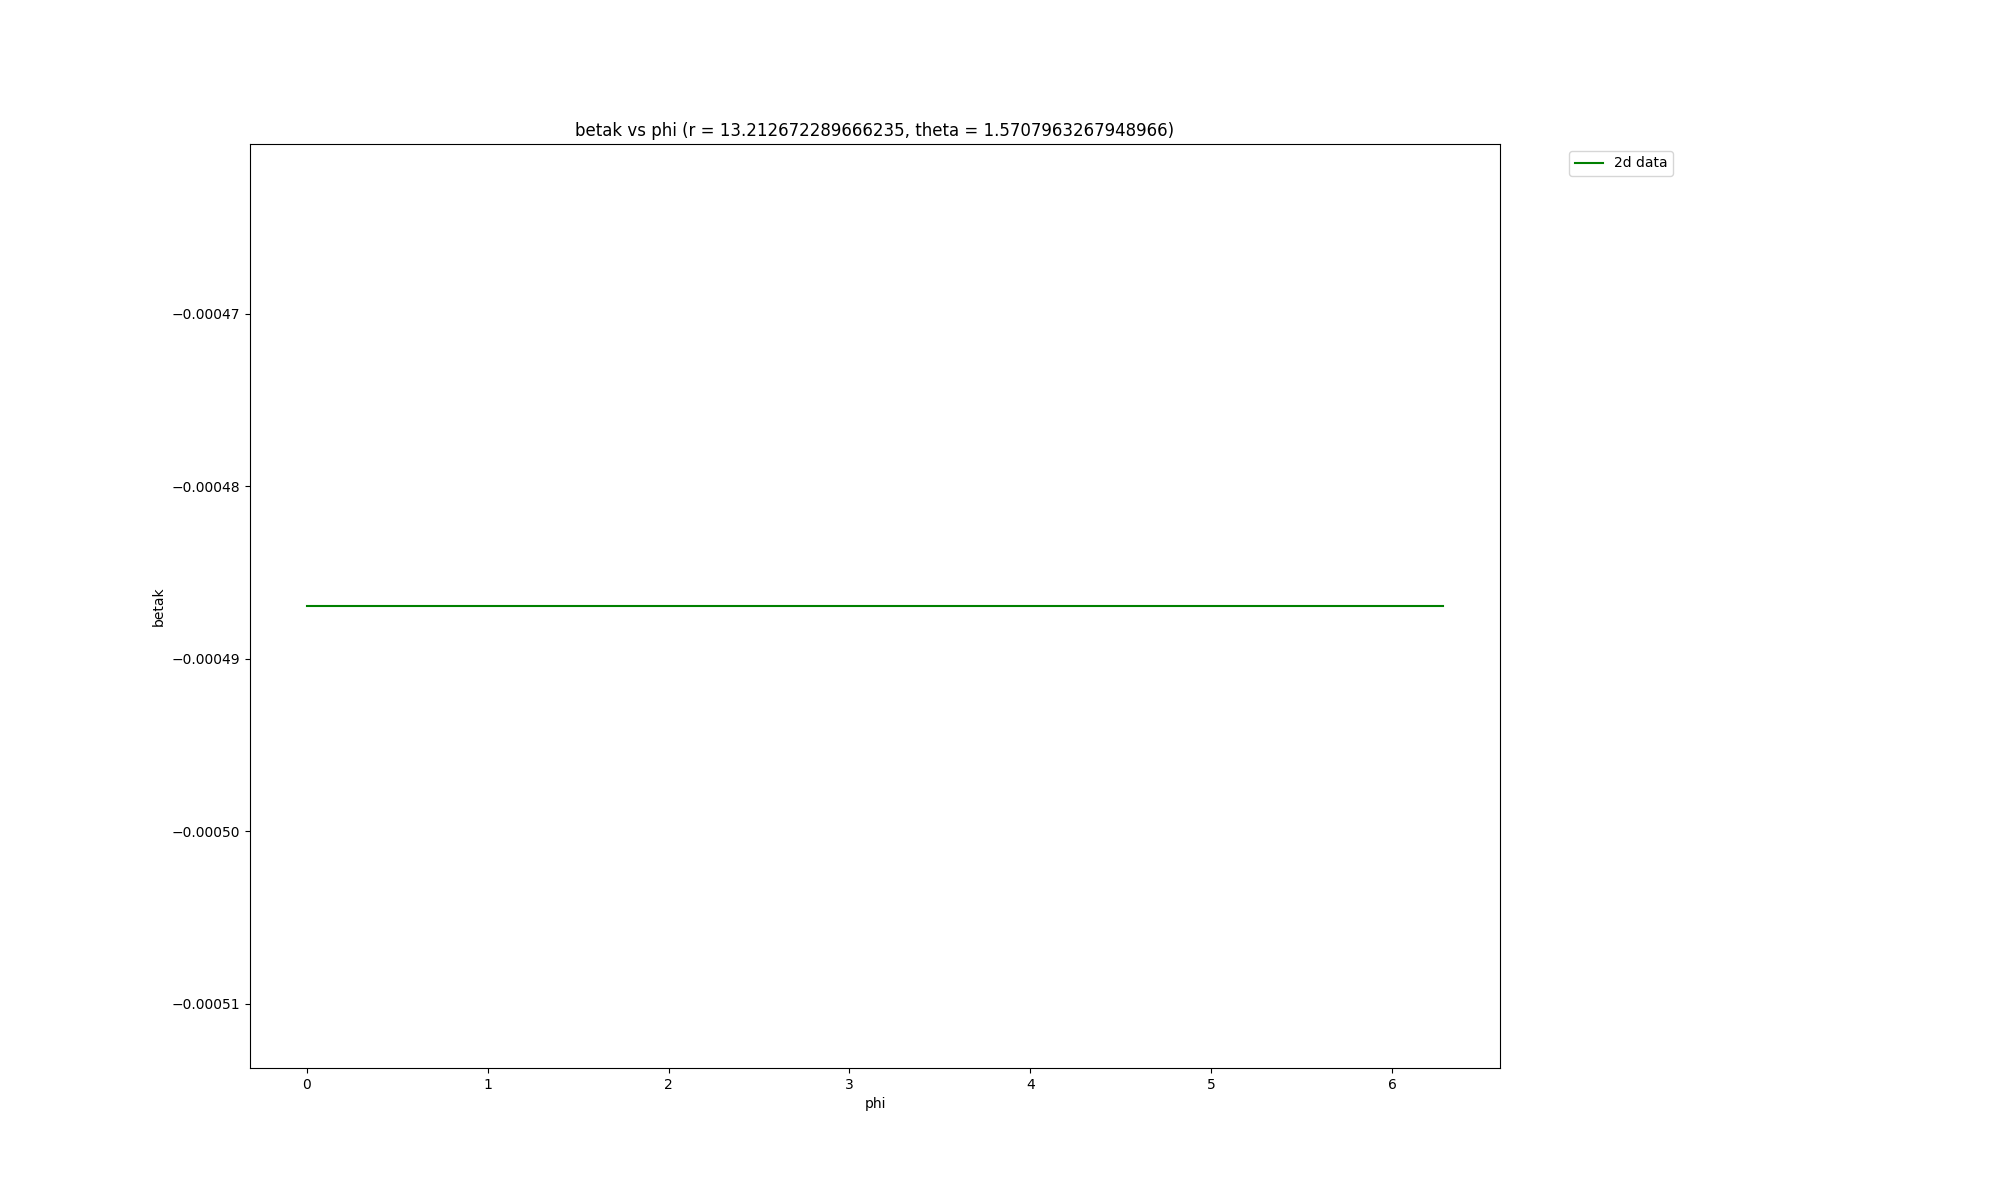 betak vs phi (r = 13.212672289666235, theta = 1.5707963267948966)
2d data
−0.00047
−0.00048
−0.00049
−0.00050
−0.00051
betak
0 1 2 3 4 5 6
phi